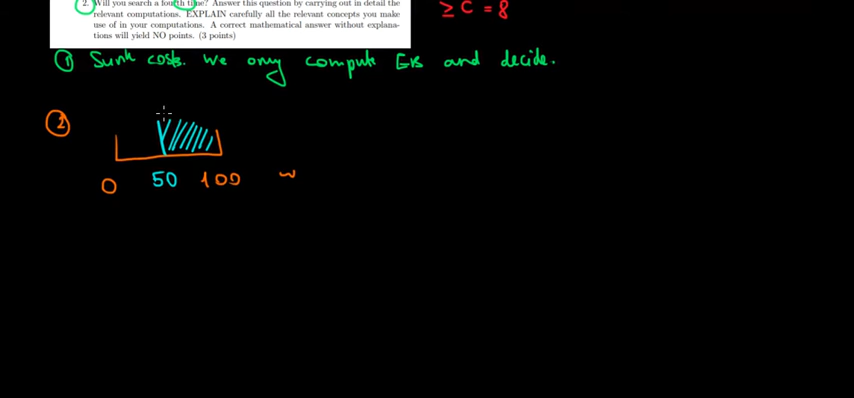 2. Will you search a fourth time? Answer this question by carrying out in detail the
relevant computations. EXPLAIN carefully all the relevant concepts you make
use of in your computations. A correct mathematical answer without explana-
tions will yield NO points. (3 points)
≥ C = 8
① Sunk costs. We only compute EB and decide.
②
0 50 100 w